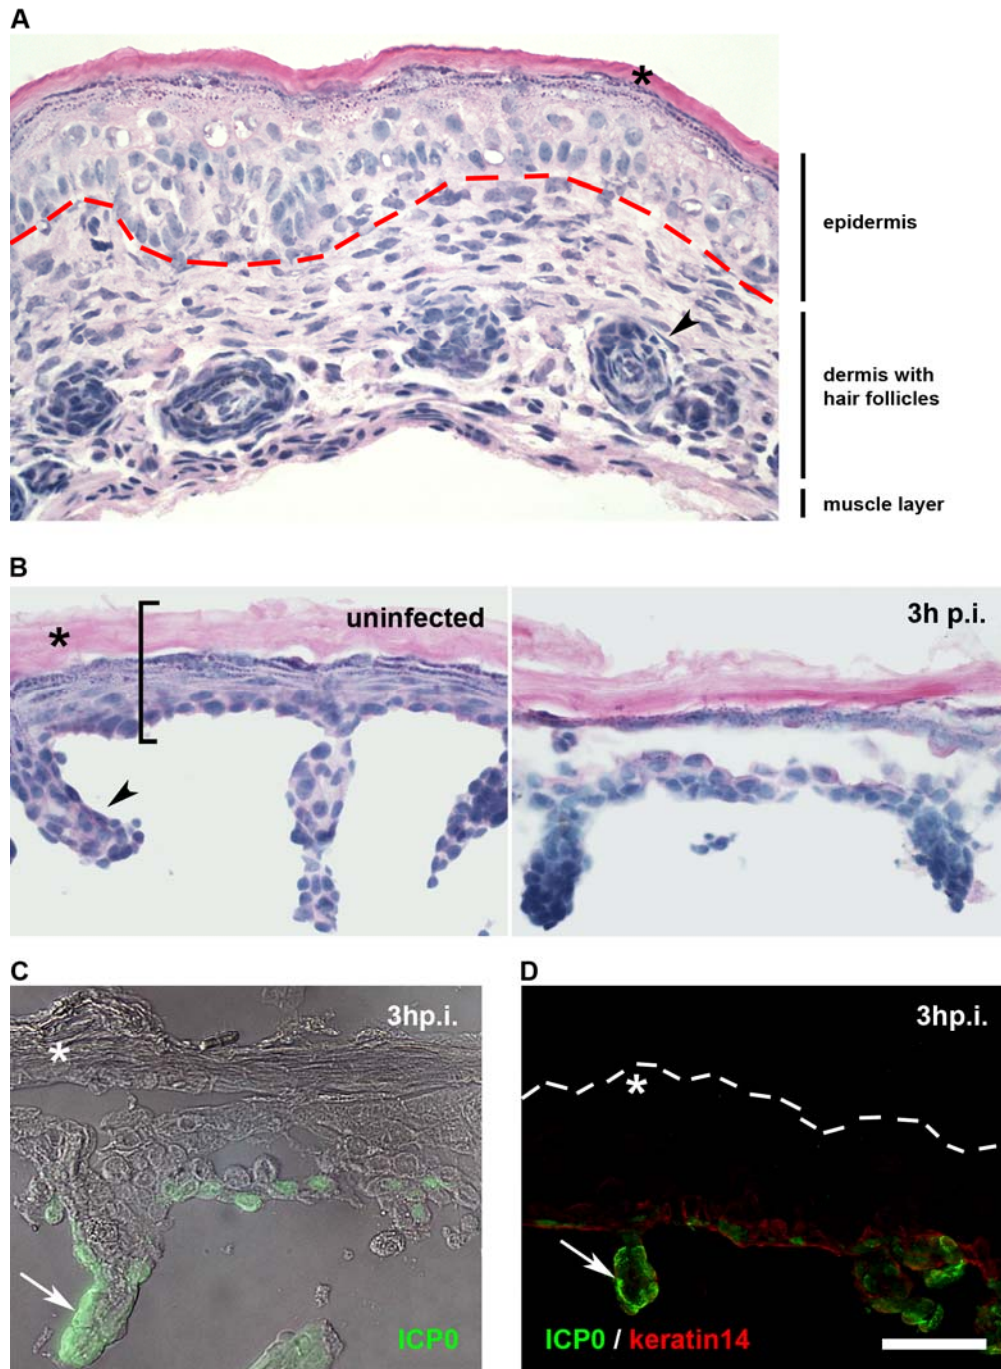 A
*
epidermis
dermis with
hair follicles
muscle layer
B
*
uninfected
3h p.i.
C
3hp.i.
*
ICP0
D
3hp.i.
*
ICP0 / keratin14